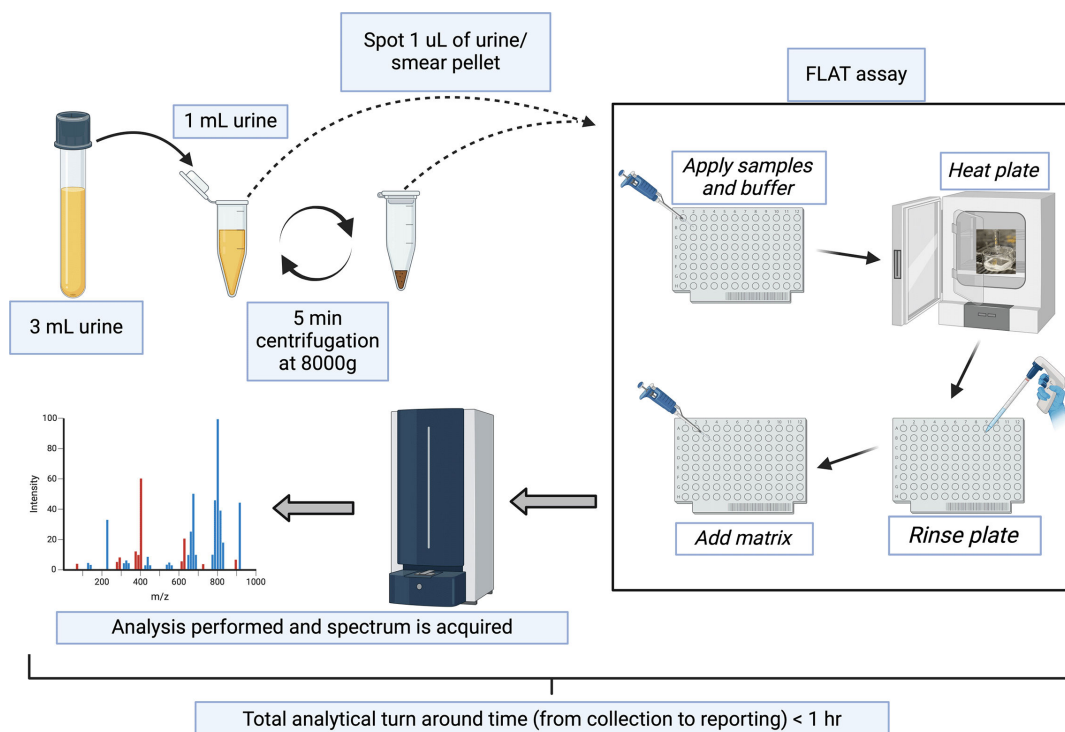 Spot 1 uL of urine/
smear pellet
FLAT assay
1 mL urine
3 mL urine
5 min
centrifugation
at 8000g
Apply samples
and buffer
Heat plate
Add matrix
Rinse plate
Intensity
100
80
60
40
20
0
200 400 600 800 1000
m/z
Analysis performed and spectrum is acquired
Total analytical turn around time (from collection to reporting) < 1 hr